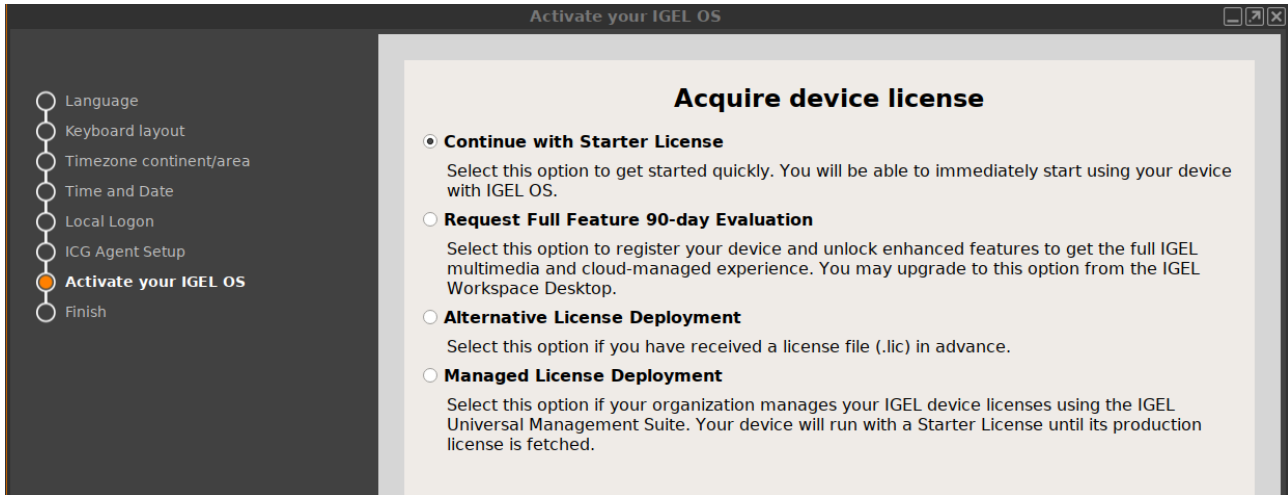 Activate your IGEL OS
Language
Keyboard layout
Timezone continent/area
Time and Date
Local Logon
ICG Agent Setup
Activate your IGEL OS
Finish
Acquire device license
Continue with Starter License
Select this option to get started quickly. You will be able to immediately start using your device
with IGEL OS.
Request Full Feature 90-day Evaluation
Select this option to register your device and unlock enhanced features to get the full IGEL
multimedia and cloud-managed experience. You may upgrade to this option from the IGEL
Workspace Desktop.
Alternative License Deployment
Select this option if you have received a license file (.lic) in advance.
Managed License Deployment
Select this option if your organization manages your IGEL device licenses using the IGEL
Universal Management Suite. Your device will run with a Starter License until its production
license is fetched.